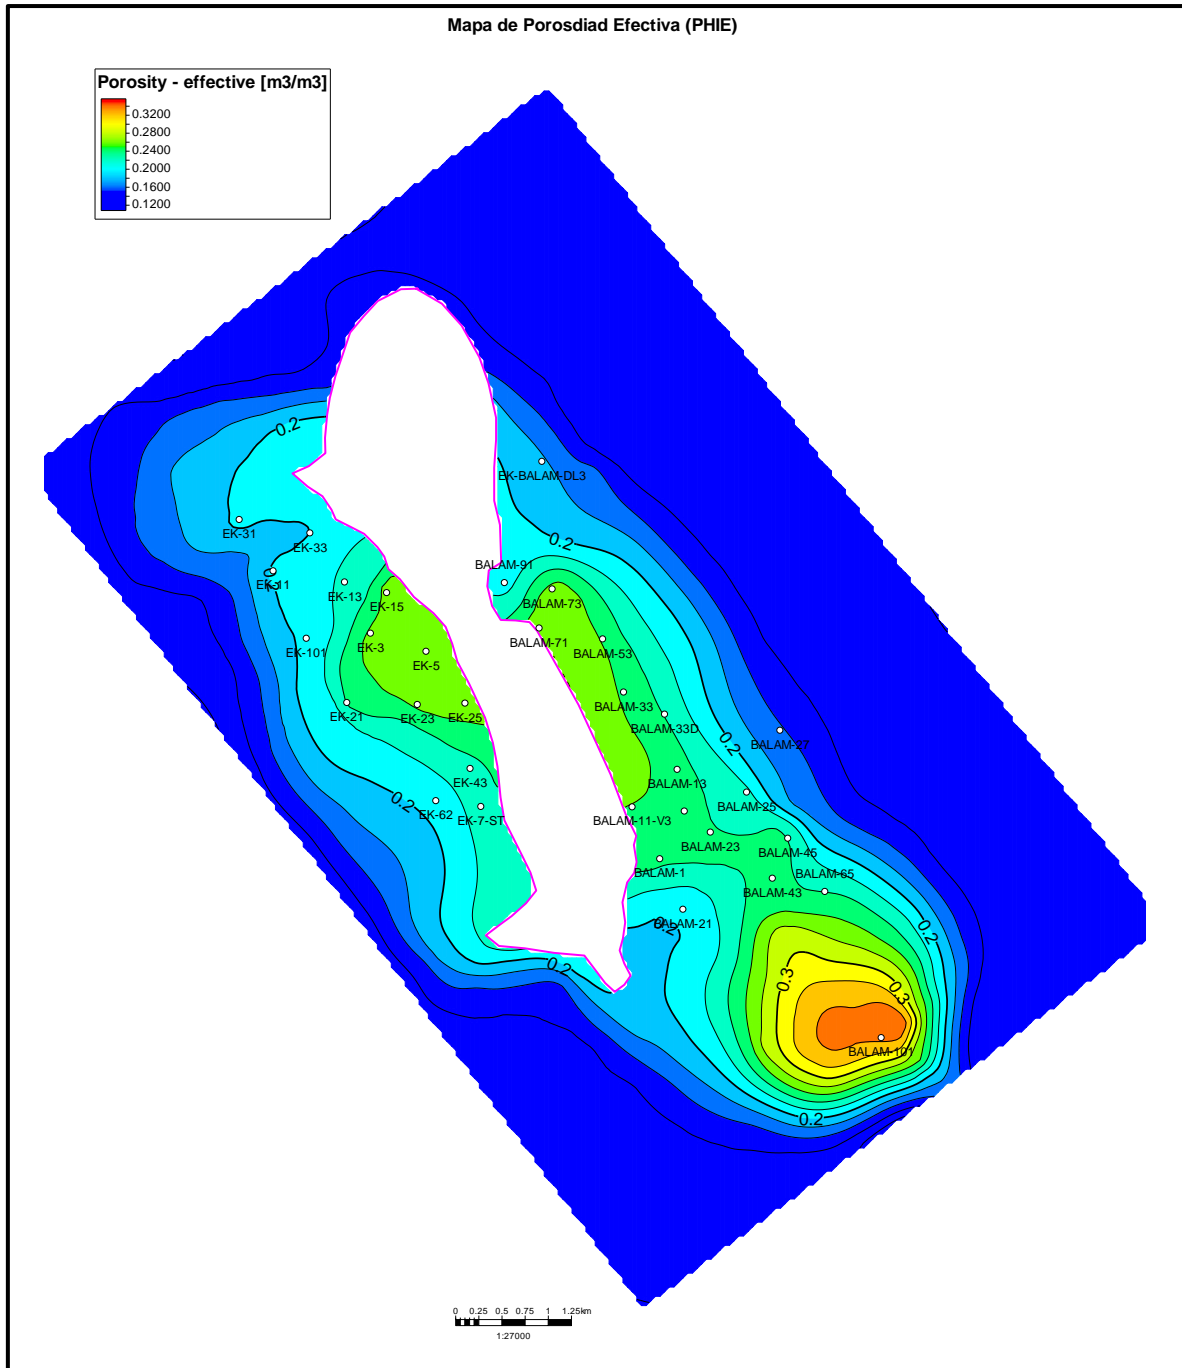 Mapa de Porosdiad Efectiva (PHIE)
Porosity - effective [m3/m3]
0.3200
0.2800
0.2400
0.2000
0.1600
0.1200
0.2
EK-BALAM-DL3
EK-31
EK-33
0.2
BALAM-91
0.2
EK-11
EK-13
EK-15
BALAM-73
EK-101
EK-3
BALAM-71
BALAM-53
EK-5
EK-21
EK-23
EK-25
BALAM-33
BALAM-33D
0.2
BALAM-27
EK-43
BALAM-13
0.2
EK-62
EK-7-ST
BALAM-11-V3
BALAM-25
BALAM-23
BALAM-45
BALAM-1
BALAM-43
BALAM-65
BALAM-21
0.2
0.2
0.2
0.3
0.3
BALAM-101
0.2
0 0.25 0.5 0.75 1 1.25km
1:27000